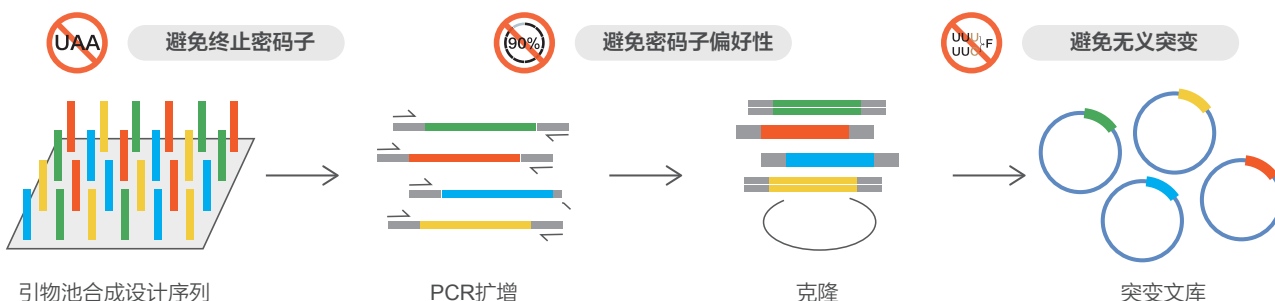 UAA
避免终止密码子
90%
避免密码子偏好性
UUU
UUC
F
避免无义突变
引物池合成设计序列
PCR扩增
克隆
突变文库